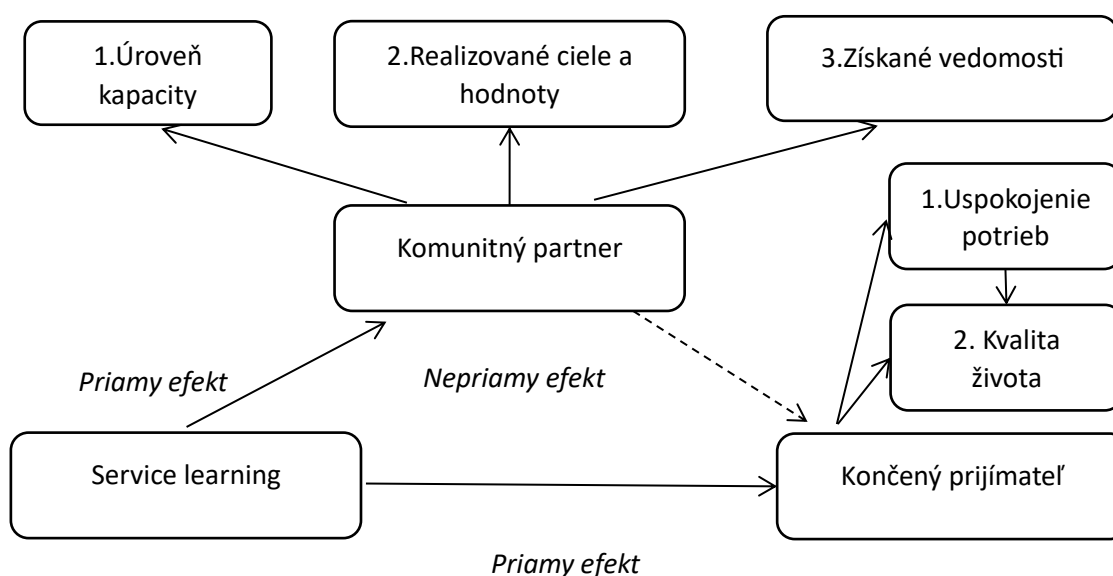 1.Úroveň
kapacity
2.Realizované ciele a
hodnoty
3.Získané vedomosti
1.Uspokojenie
potrieb
Komunitný partner
2. Kvalita
života
Priamy efekt
Nepriamy efekt
Service learning
Končený prijímateľ
Priamy efekt